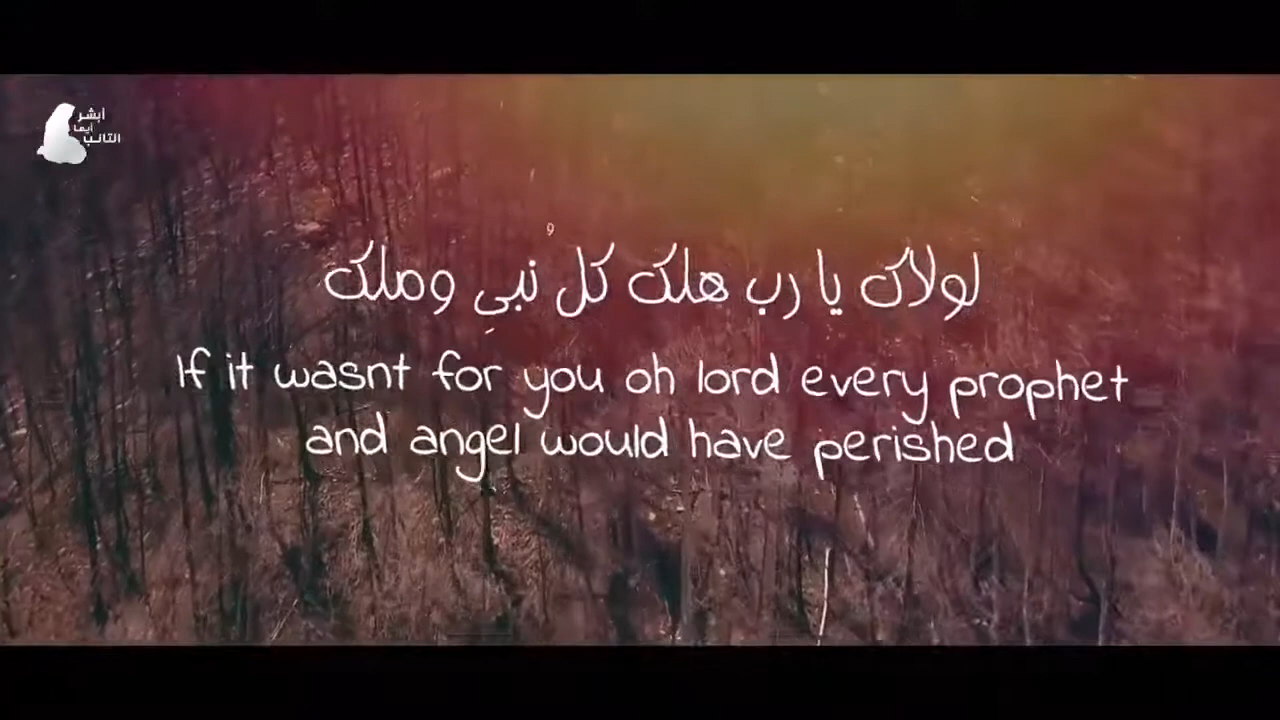 ابشر
ايها
التائب
لولاك يا رب هلك كل نبيِ وملك
If it wasnt for you oh lord every prophet
and angel would have perished